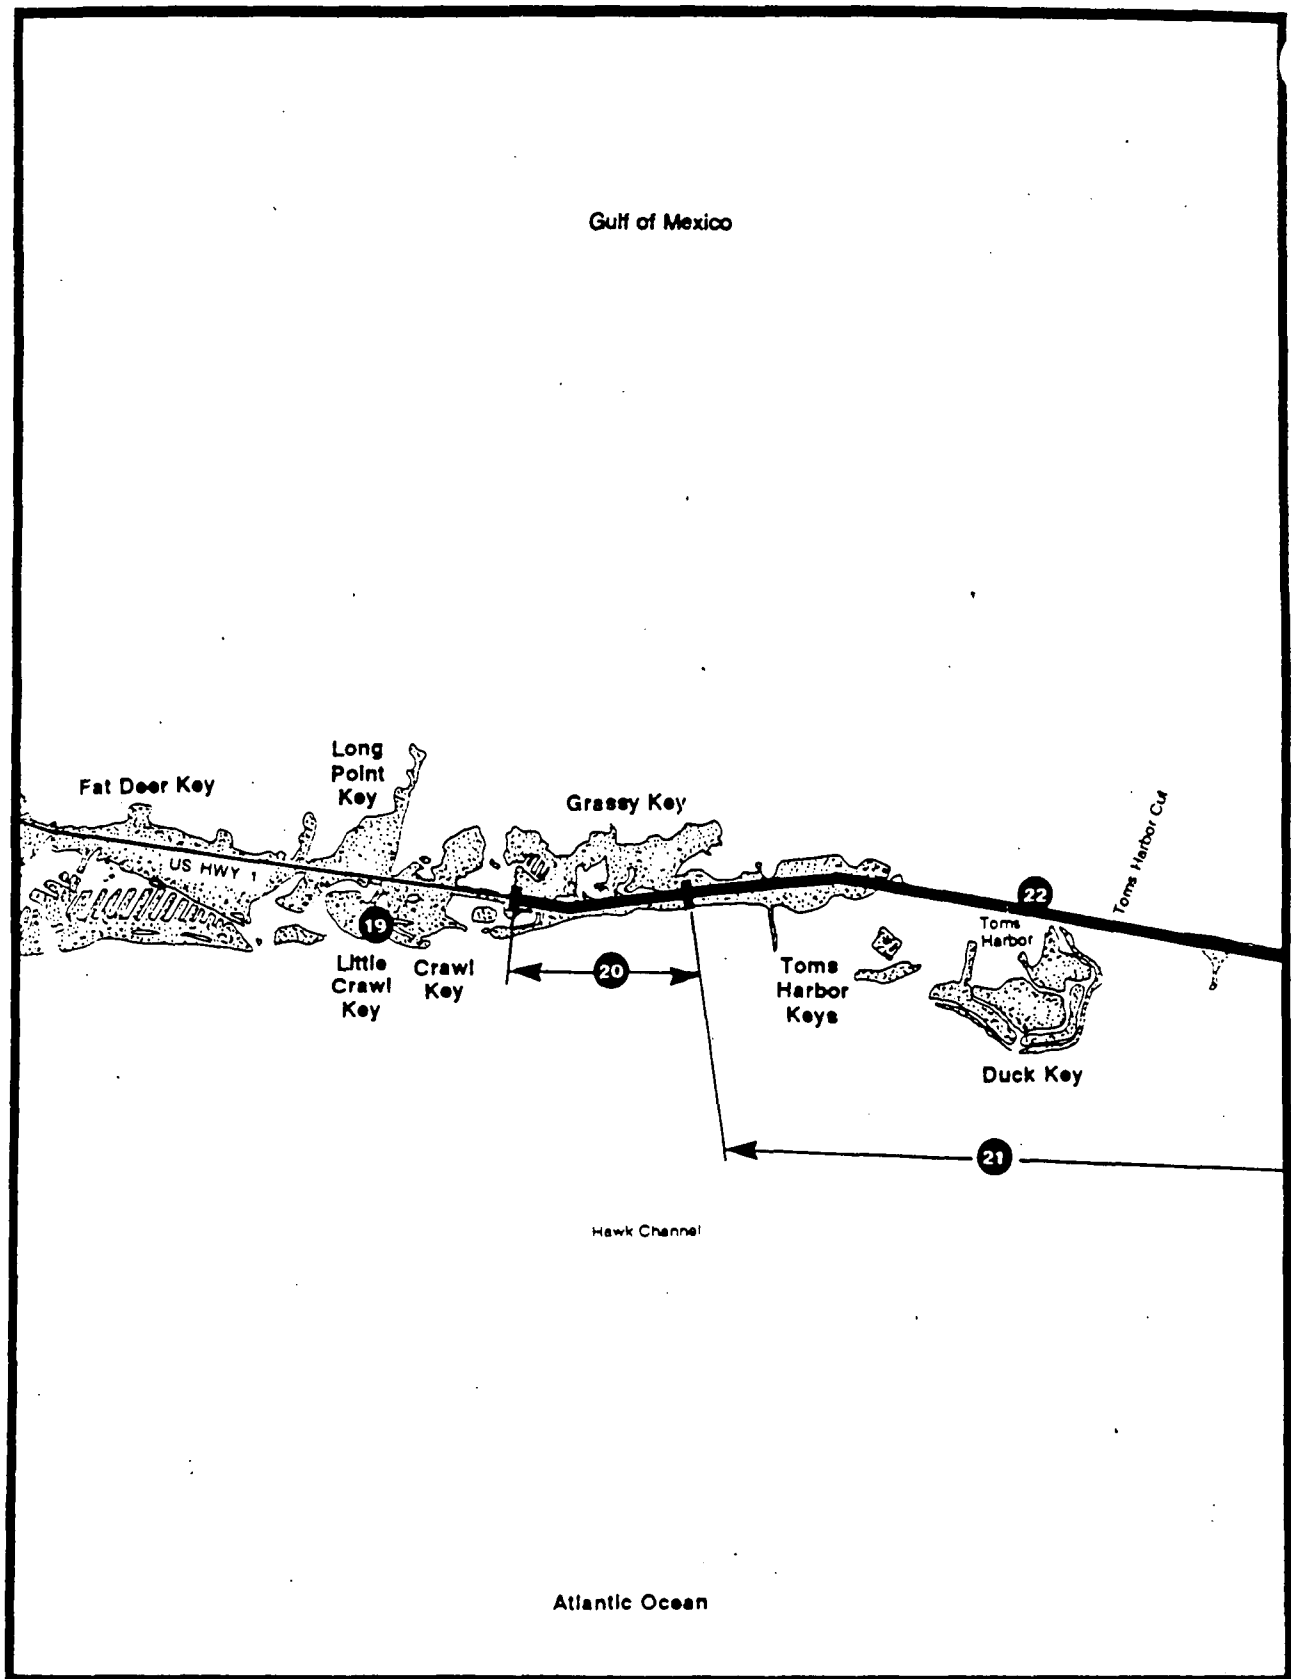 Gulf of Mexico
Long
Point
Key
Fat Deer Key
Grassy Key
Toms Harbor Cut
US HWY 1
22
19
Toms
Harbor
Little
Crawl
Key
Crawl
Key
20
Toms
Harbor
Keys
Duck Key
21
Hawk Channel
Atlantic Ocean